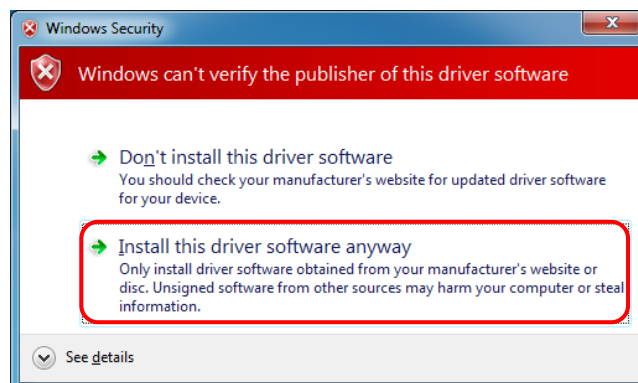 Windows Security
Windows can't verify the publisher of this driver software
Don't install this driver software
You should check your manufacturer's website for updated driver software
for your device.
Install this driver software anyway
Only install driver software obtained from your manufacturer's website or
disc. Unsigned software from other sources may harm your computer or steal
information.
See details